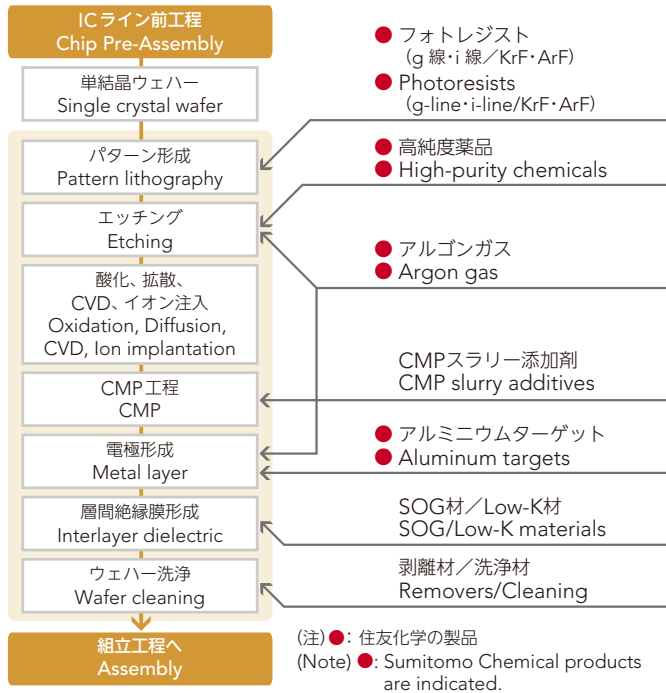 ICライン前工程
Chip Pre-Assembly
単結晶ウェハー
Single crystal wafer
パターン形成
Pattern lithography
エッチング
Etching
酸化、拡散、
CVD、イオン注入
Oxidation, Diffusion,
CVD, Ion implantation
CMP工程
CMP
電極形成
Metal layer
層間絶縁膜形成
Interlayer dielectric
ウェハー洗浄
Wafer cleaning
組立工程へ
Assembly
● フォトレジスト
(g 線・i 線／KrF・ArF)
● Photoresists
(g-line・i-line/KrF・ArF)
● 高純度薬品
● High-purity chemicals
● アルゴンガス
● Argon gas
CMPスラリー添加剤
CMP slurry additives
● アルミニウムターゲット
● Aluminum targets
SOG材／Low-K材
SOG/Low-K materials
剥離材／洗浄材
Removers/Cleaning
(注) ●: 住友化学の製品
(Note) ●: Sumitomo Chemical products
are indicated.